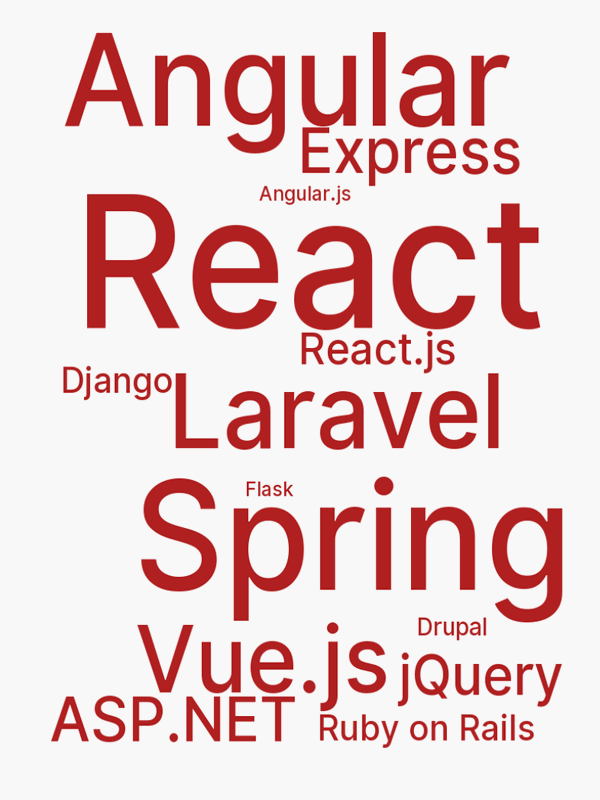 Angular
Express
Angular.js
React
React.js
Django
Laravel
Flask
Spring
Drupal
Vue.js
jQuery
ASP.NET
Ruby on Rails